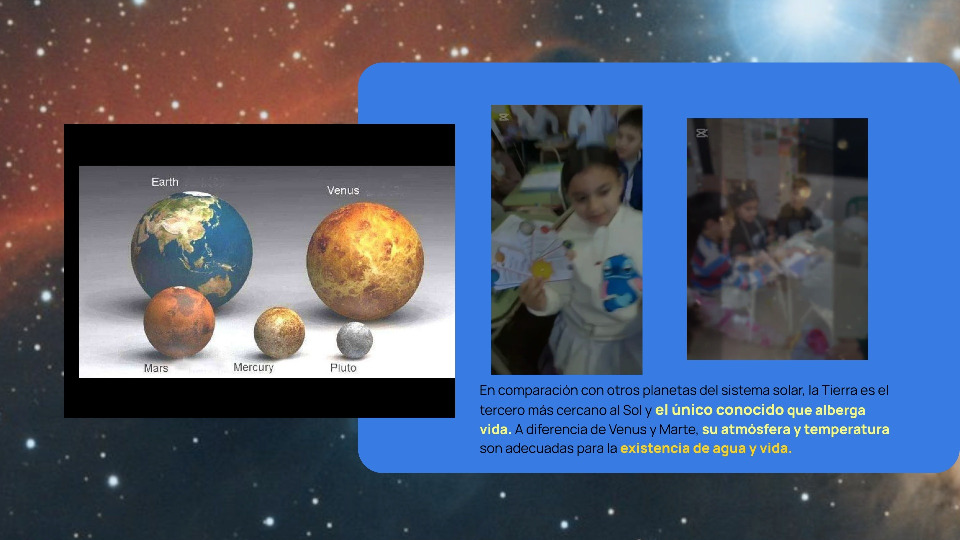 Earth
Venus
Mars
Mercury
Pluto
En comparación con otros planetas del sistema solar, la Tierra es el
tercero más cercano al Sol y el único conocido que alberga
vida. A diferencia de Venus y Marte, su atmósfera y temperatura
son adecuadas para la existencia de agua y vida.